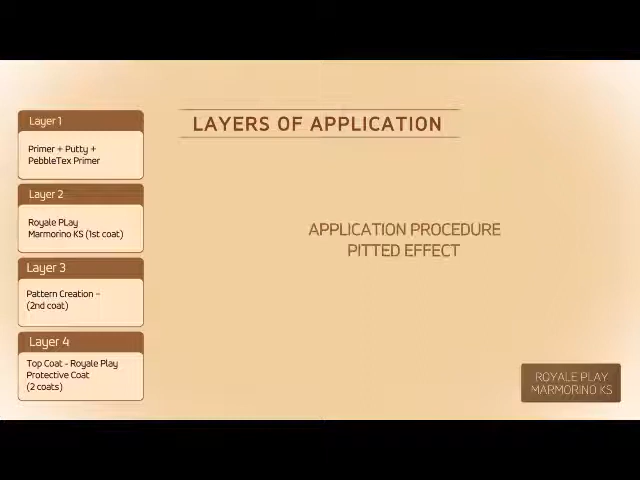 Layer 1
Primer + Putty +
PebbleTex Primer
Layer 2
Royale PLay
Marmorino KS (1st coat)
Layer 3
Pattern Creation –
(2nd coat)
Layer 4
Top Coat - Royale Play
Protective Coat
(2 coats)
LAYERS OF APPLICATION
APPLICATION PROCEDURE
PITTED EFFECT
ROYALE PLAY
MARMORINO KS